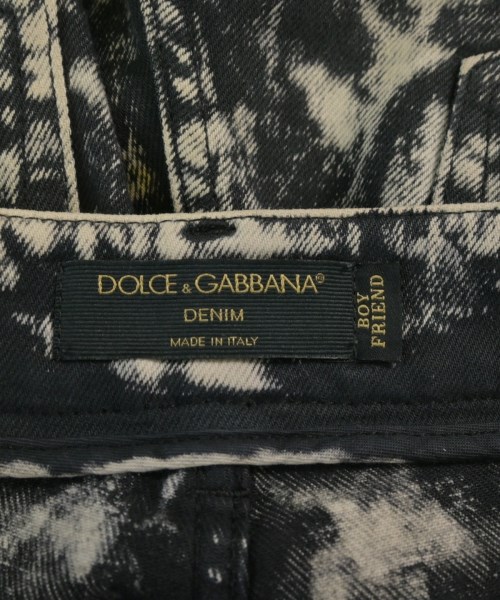 DOLCE & GABBANA®
DENIM
MADE IN ITALY
BOY
FRIEND